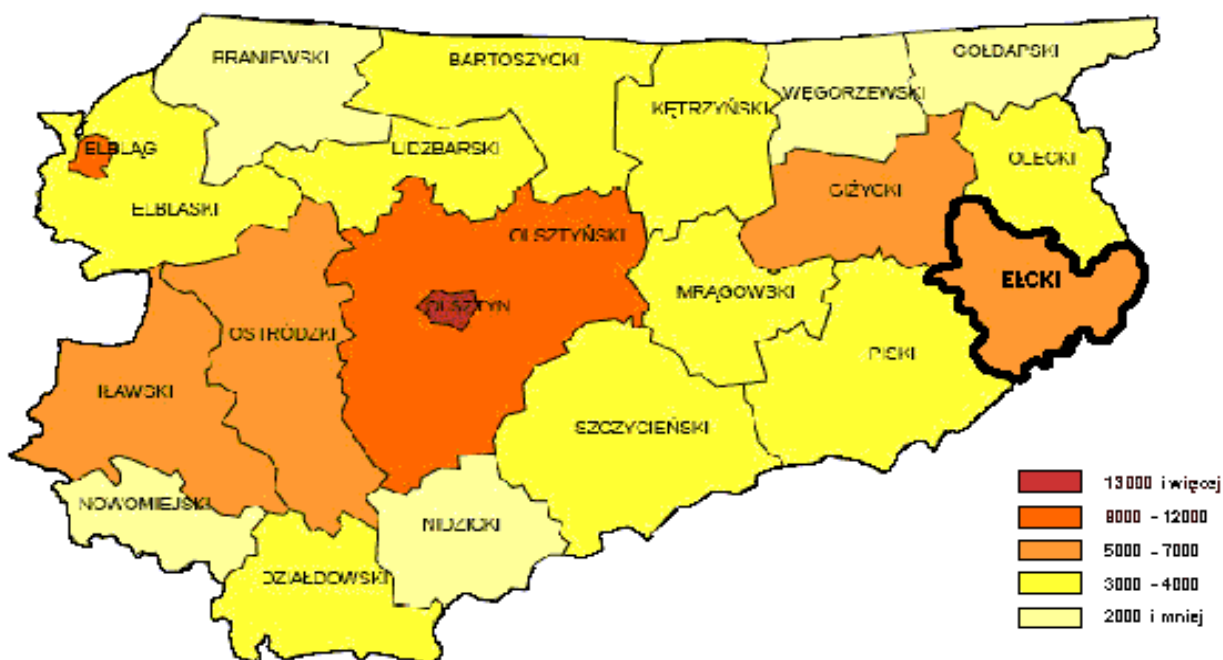 BRANIEWSKI
BARTOSZYCKI
GOŁDAPSKI
WĘGORZEWSKI
KĘTRZYŃSKI
ELBLĄG
LIDZBARSKI
OLECKI
GIŻYCKI
ELBLASKI
OLSZTYŃSKI
EŁCKI
MRĄGOWSKI
OLSZTYN
OSTRÓDZKI
PISKI
IŁAWSKI
SZCZYCIEŃSKI
NOWOMIEJSKI
NIDZICKI
DZIAŁDOWSKI
13000 i więcej
8000 - 12000
5000 - 7000
3000 - 4000
2000 i mniej